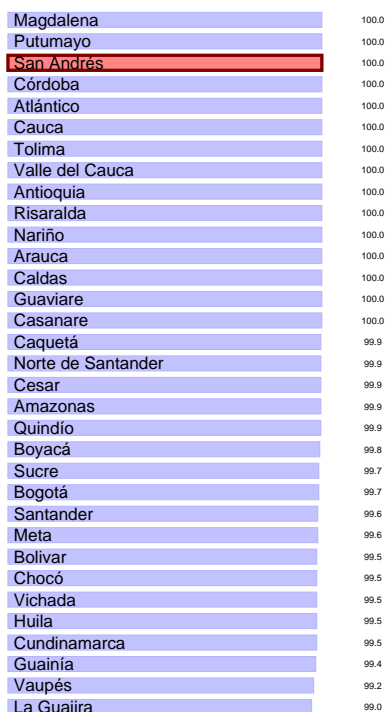 Magdalena 100.0
Putumayo 100.0
San Andrés 100.0
Córdoba 100.0
Atlántico 100.0
Cauca 100.0
Tolima 100.0
Valle del Cauca 100.0
Antioquia 100.0
Risaralda 100.0
Nariño 100.0
Arauca 100.0
Caldas 100.0
Guaviare 100.0
Casanare 100.0
Caquetá 99.9
Norte de Santander 99.9
Cesar 99.9
Amazonas 99.9
Quindío 99.9
Boyacá 99.8
Sucre 99.7
Bogotá 99.7
Santander 99.6
Meta 99.6
Bolivar 99.5
Chocó 99.5
Vichada 99.5
Huila 99.5
Cundinamarca 99.5
Guainía 99.4
Vaupés 99.2
La Guajira 99.0